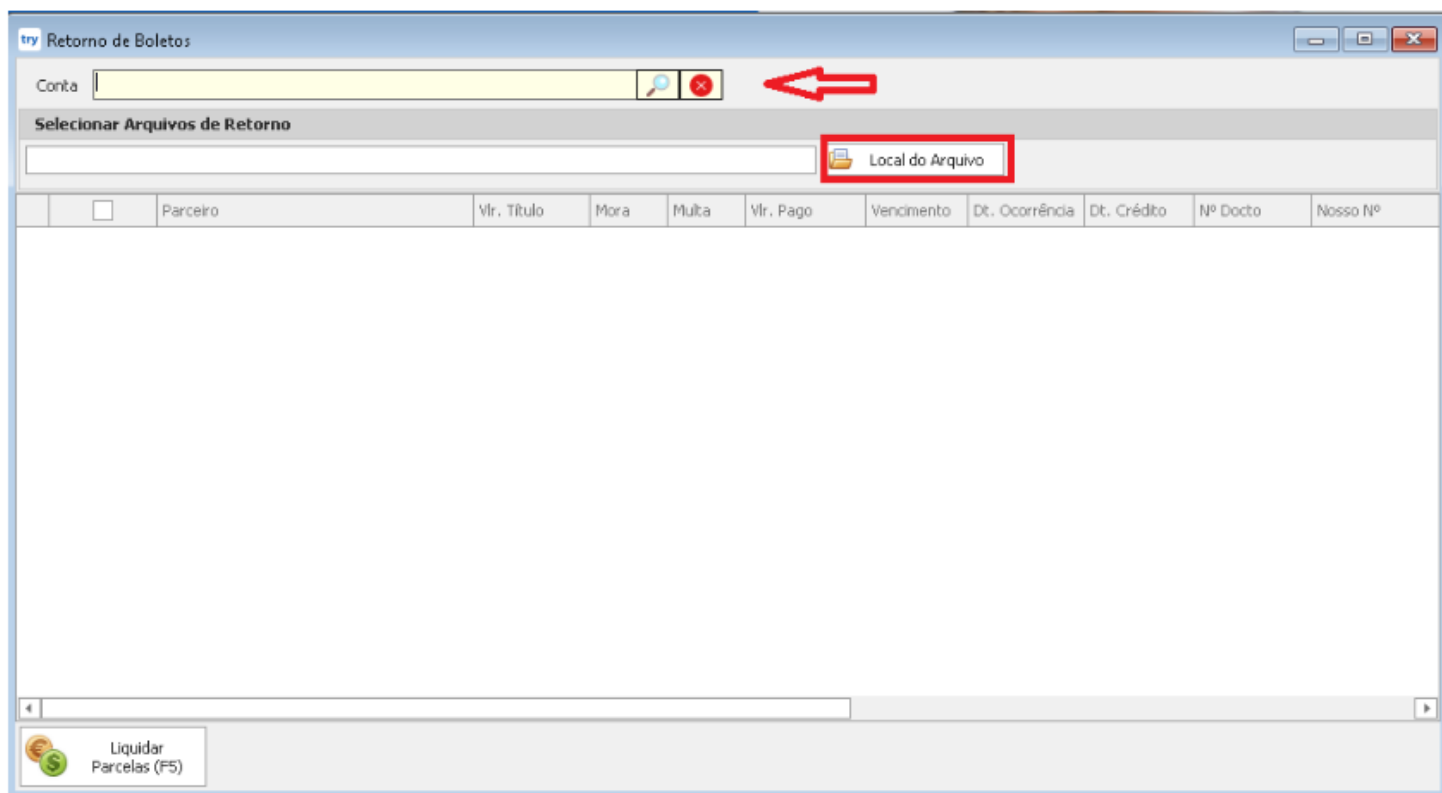 try Retorno de Boletos
Conta
Selecionar Arquivos de Retorno
Local do Arquivo
Parceiro Vlr. Título Mora Multa Vlr. Pago Vencimento Dt. Ocorrência Dt. Crédito Nº Docto Nosso Nº
Liquidar
Parcelas (F5)